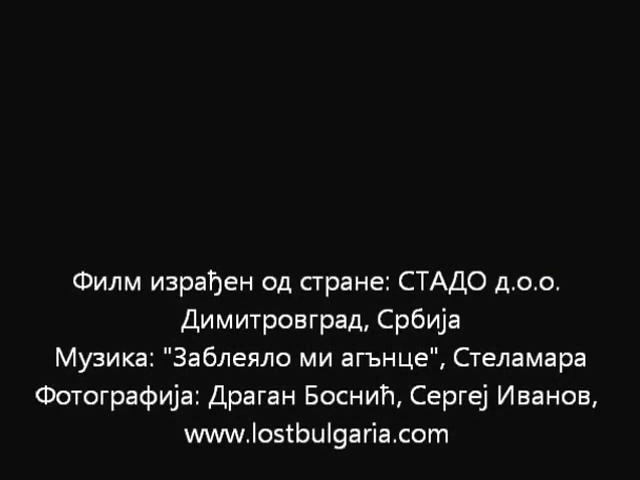 Филм израђен од стране: СТАДО д.о.о.
Димитровград, Србија
Музика: "Заблеяло ми агънце", Стеламара
Фотографија: Драган Боснић, Сергеј Иванов,
www.lostbulgaria.com